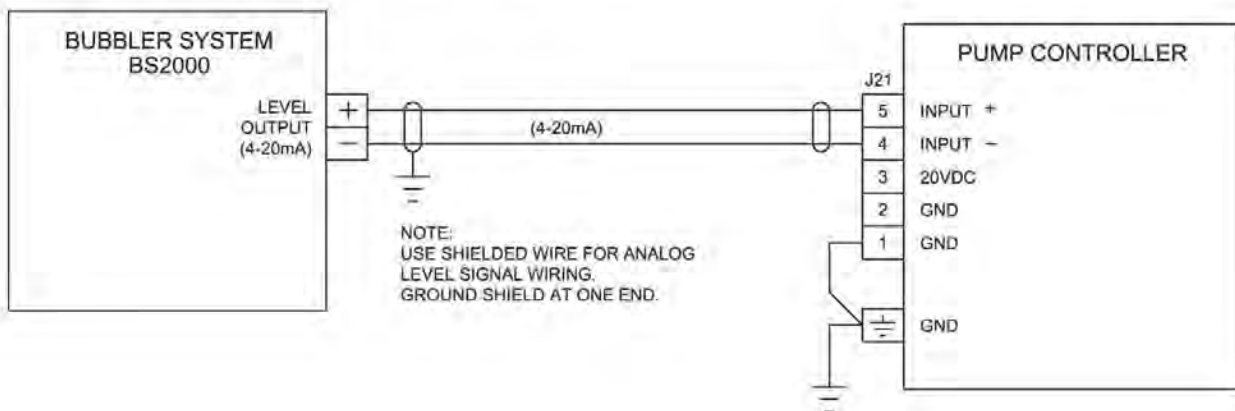 BUBBLER SYSTEM
BS2000
LEVEL
OUTPUT
(4-20mA)
+
−
(4-20mA)
NOTE:
USE SHIELDED WIRE FOR ANALOG
LEVEL SIGNAL WIRING.
GROUND SHIELD AT ONE END.
PUMP CONTROLLER
J21
5 INPUT +
4 INPUT −
3 20VDC
2 GND
1 GND
GND